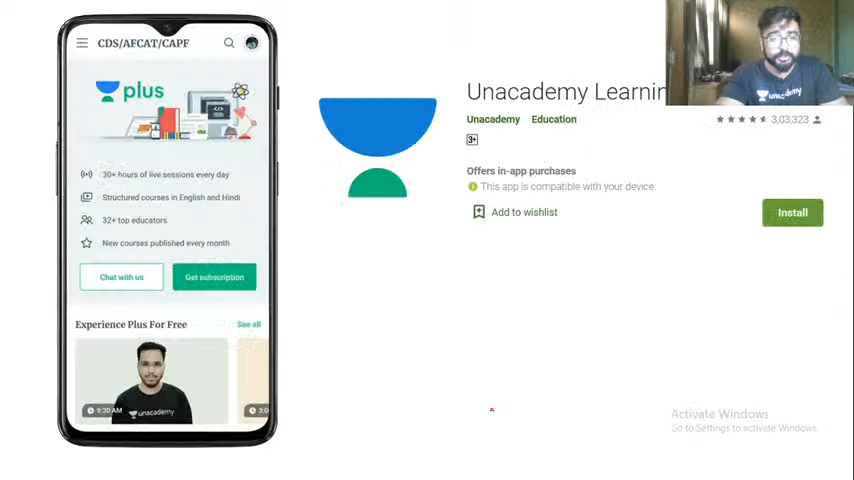 CDS/AFCAT/CAPF
plus
30+ hours of live sessions every day
Structured courses in English and Hindi
32+ top educators
New courses published every month
Chat with us
Get subscription
Experience Plus For Free
See all
9:30 AM
unacademy
3:0
Unacademy Learnin
Unacademy Education
3,03,323
3+
Offers in-app purchases
This app is compatible with your device.
Add to wishlist
Install
unacademy
Activate Windows
Go to Settings to activate Windows.